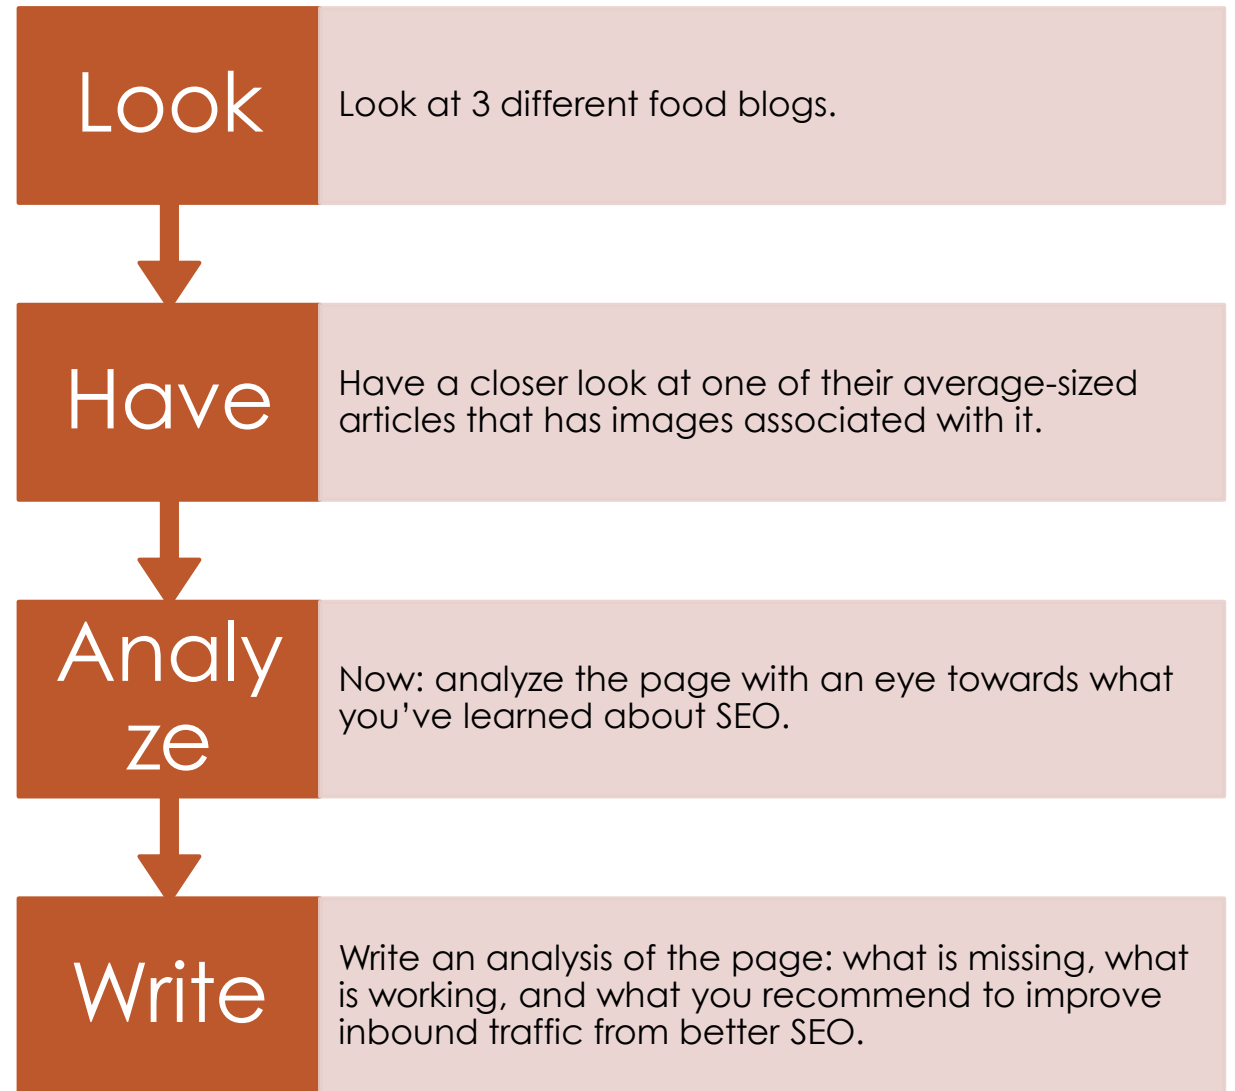 Look
Look at 3 different food blogs.
Have
Have a closer look at one of their average-sized
articles that has images associated with it.
Analy
ze
Now: analyze the page with an eye towards what
you’ve learned about SEO.
Write
Write an analysis of the page: what is missing, what
is working, and what you recommend to improve
inbound traffic from better SEO.